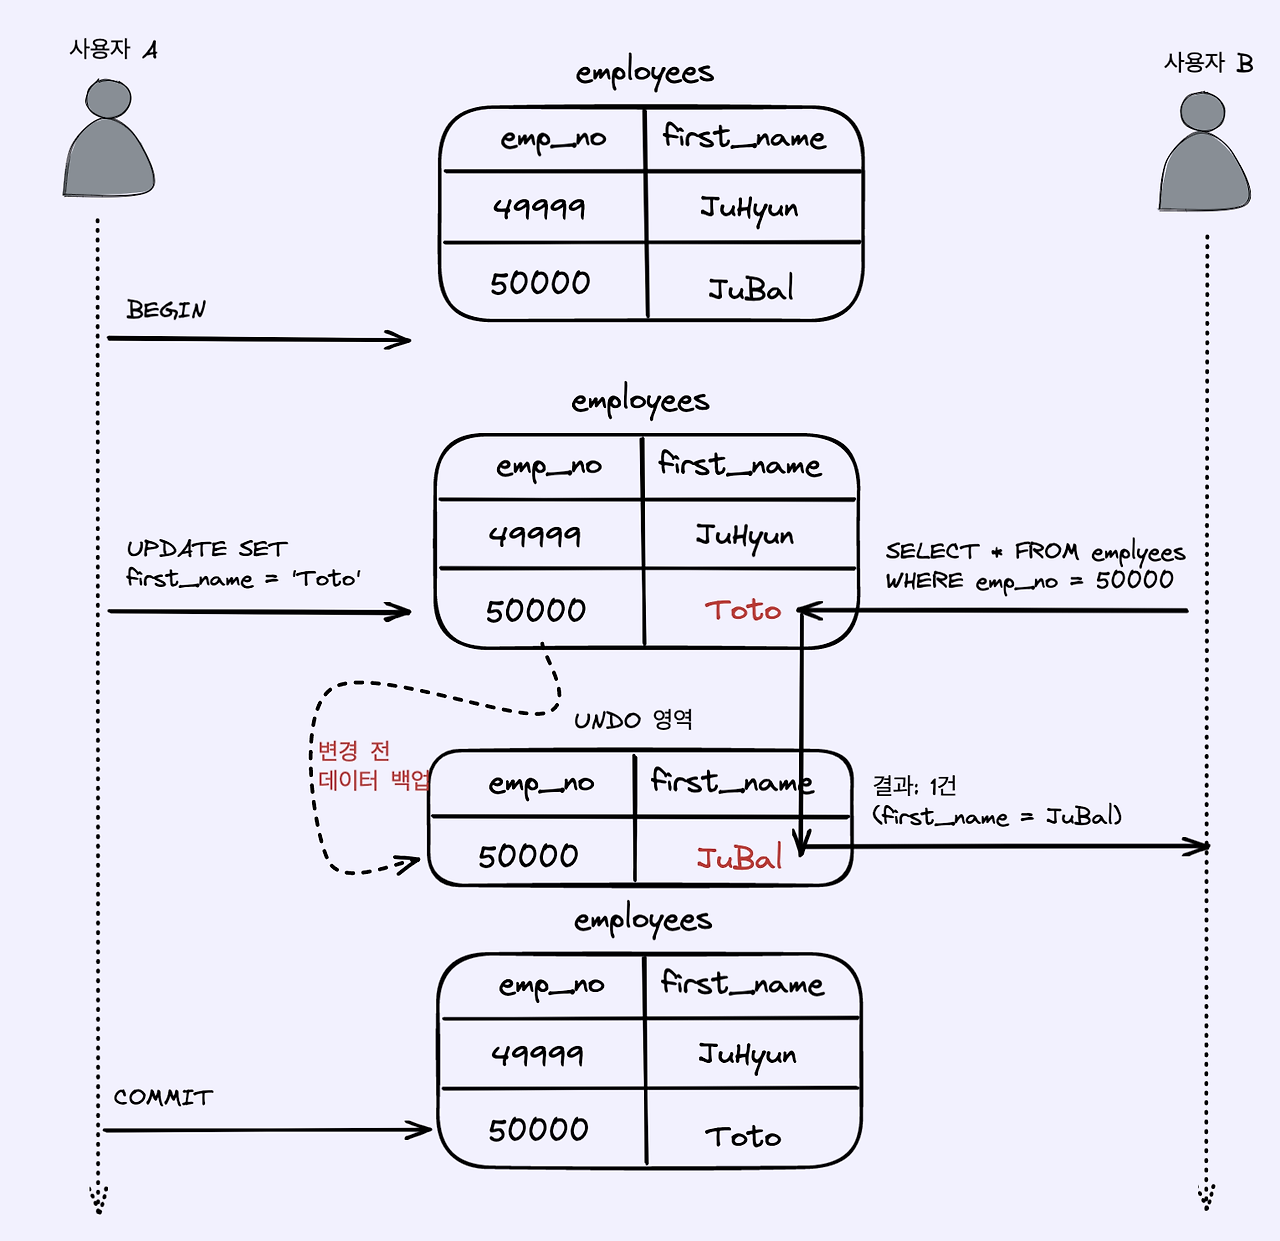 사용자 A
사용자 B
employees
emp_no first_name
49999 JuHyun
50000 JuBal
BEGIN
employees
emp_no first_name
49999 JuHyun
50000 Toto
UPDATE SET
first_name = 'Toto'
SELECT * FROM emplyees
WHERE emp_no = 50000
변경 전
데이터 백업
UNDO 영역
emp_no first_name
50000 JuBal
결과: 1건
(first_name = JuBal)
employees
emp_no first_name
49999 JuHyun
50000 Toto
COMMIT